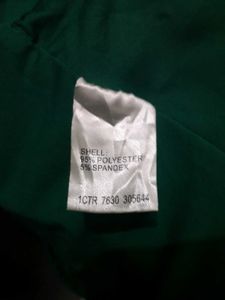 SHELL:
95% POLYESTER
5% SPANDEX
1CTR 7630 305644